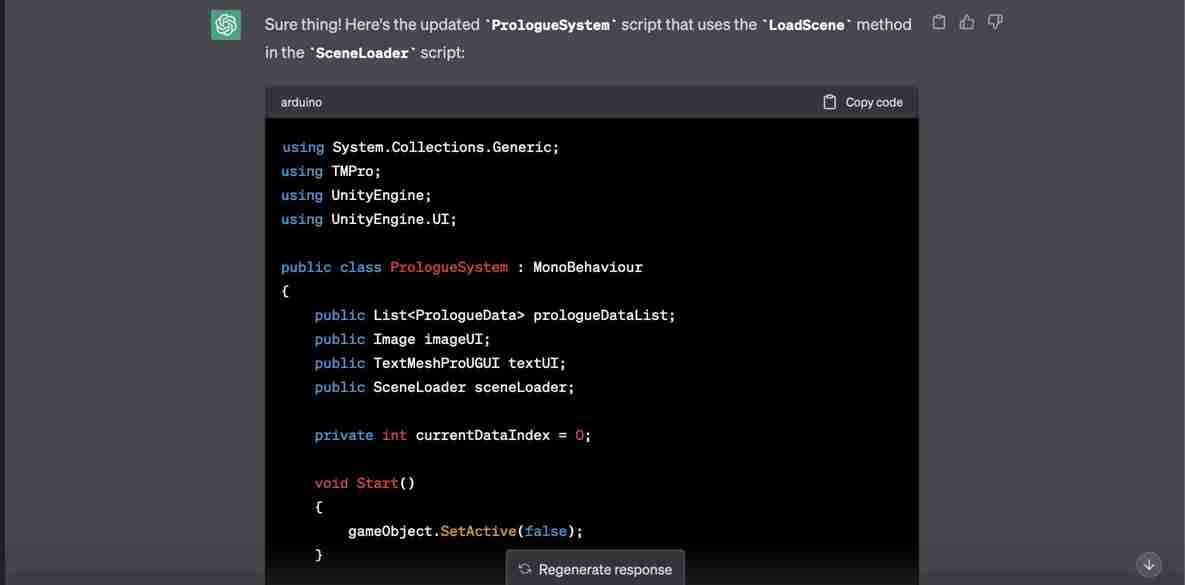 Sure thing! Here's the updated `PrologueSystem` script that uses the `LoadScene` method
in the `SceneLoader` script:
arduino
Copy code
using System.Collections.Generic;
using TMPro;
using UnityEngine;
using UnityEngine.UI;
public class PrologueSystem : MonoBehaviour
{
public List<PrologueData> prologueDataList;
public Image imageUI;
public TextMeshProUGUI textUI;
public SceneLoader sceneLoader;
private int currentDataIndex = 0;
void Start()
{
gameObject.SetActive(false);
}
Regenerate response